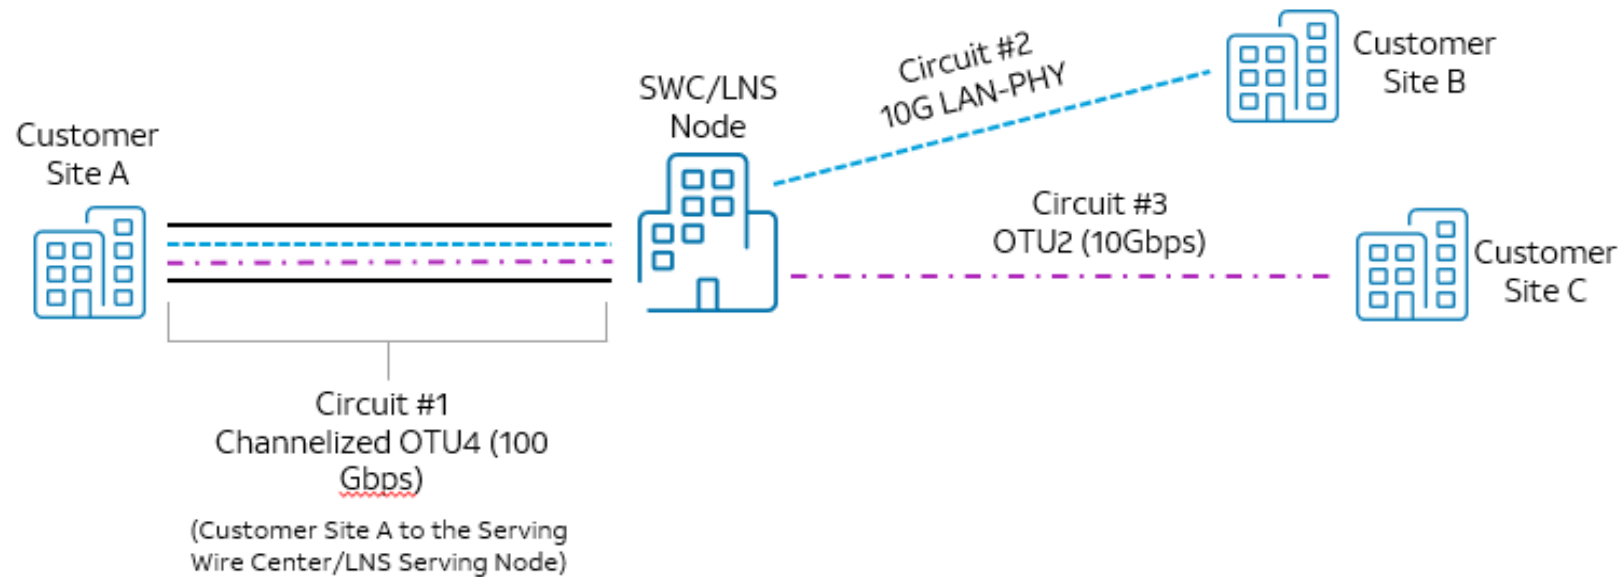 Customer
Site A
SWC/LNS
Node
Circuit #2
10G LAN-PHY
Customer
Site B
Circuit #3
OTU2 (10Gbps)
Customer
Site C
Circuit #1
Channelized OTU4 (100
Gbps)
(Customer Site A to the Serving
Wire Center/LNS Serving Node)